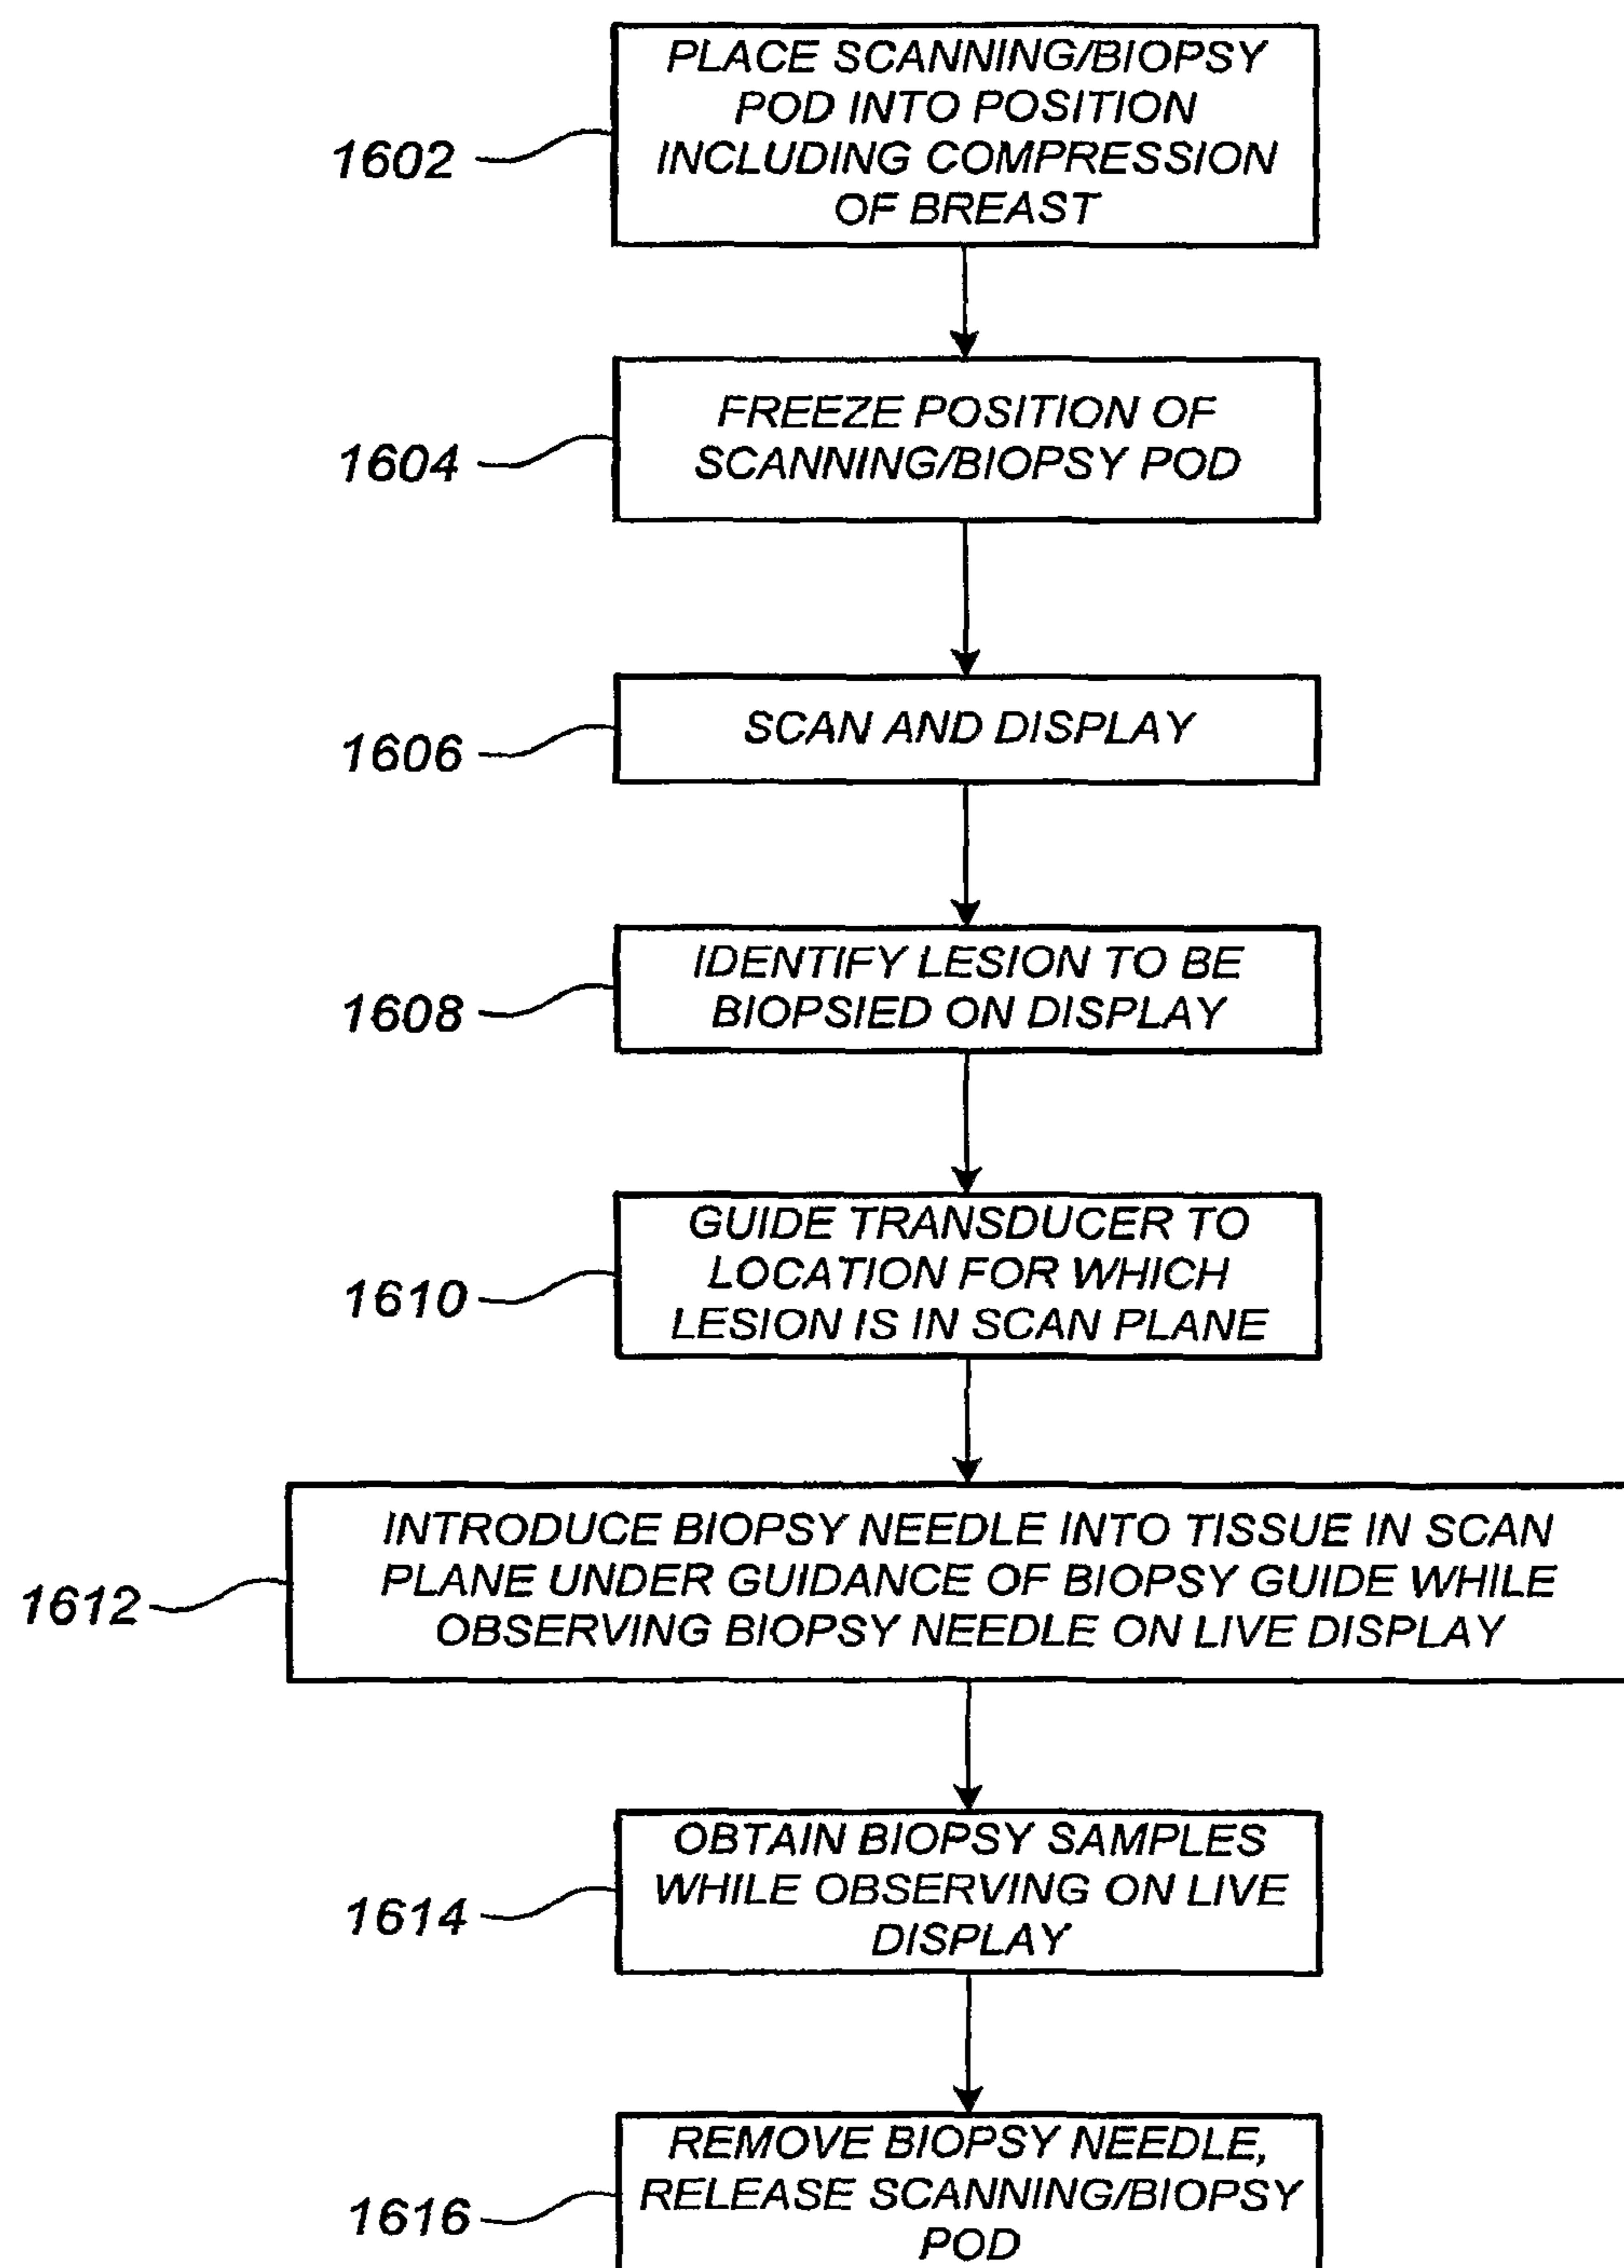 PLACE SCANNING/BIOPSY
POD INTO POSITION
INCLUDING COMPRESSION
OF BREAST
1602
FREEZE POSITION OF
SCANNING/BIOPSY POD
1604
SCAN AND DISPLAY
1606
IDENTIFY LESION TO BE
BIOPSIED ON DISPLAY
1608
GUIDE TRANSDUCER TO
LOCATION FOR WHICH
LESION IS IN SCAN PLANE
1610
INTRODUCE BIOPSY NEEDLE INTO TISSUE IN SCAN
PLANE UNDER GUIDANCE OF BIOPSY GUIDE WHILE
OBSERVING BIOPSY NEEDLE ON LIVE DISPLAY
1612
OBTAIN BIOPSY SAMPLES
WHILE OBSERVING ON LIVE
DISPLAY
1614
REMOVE BIOPSY NEEDLE,
RELEASE SCANNING/BIOPSY
POD
1616